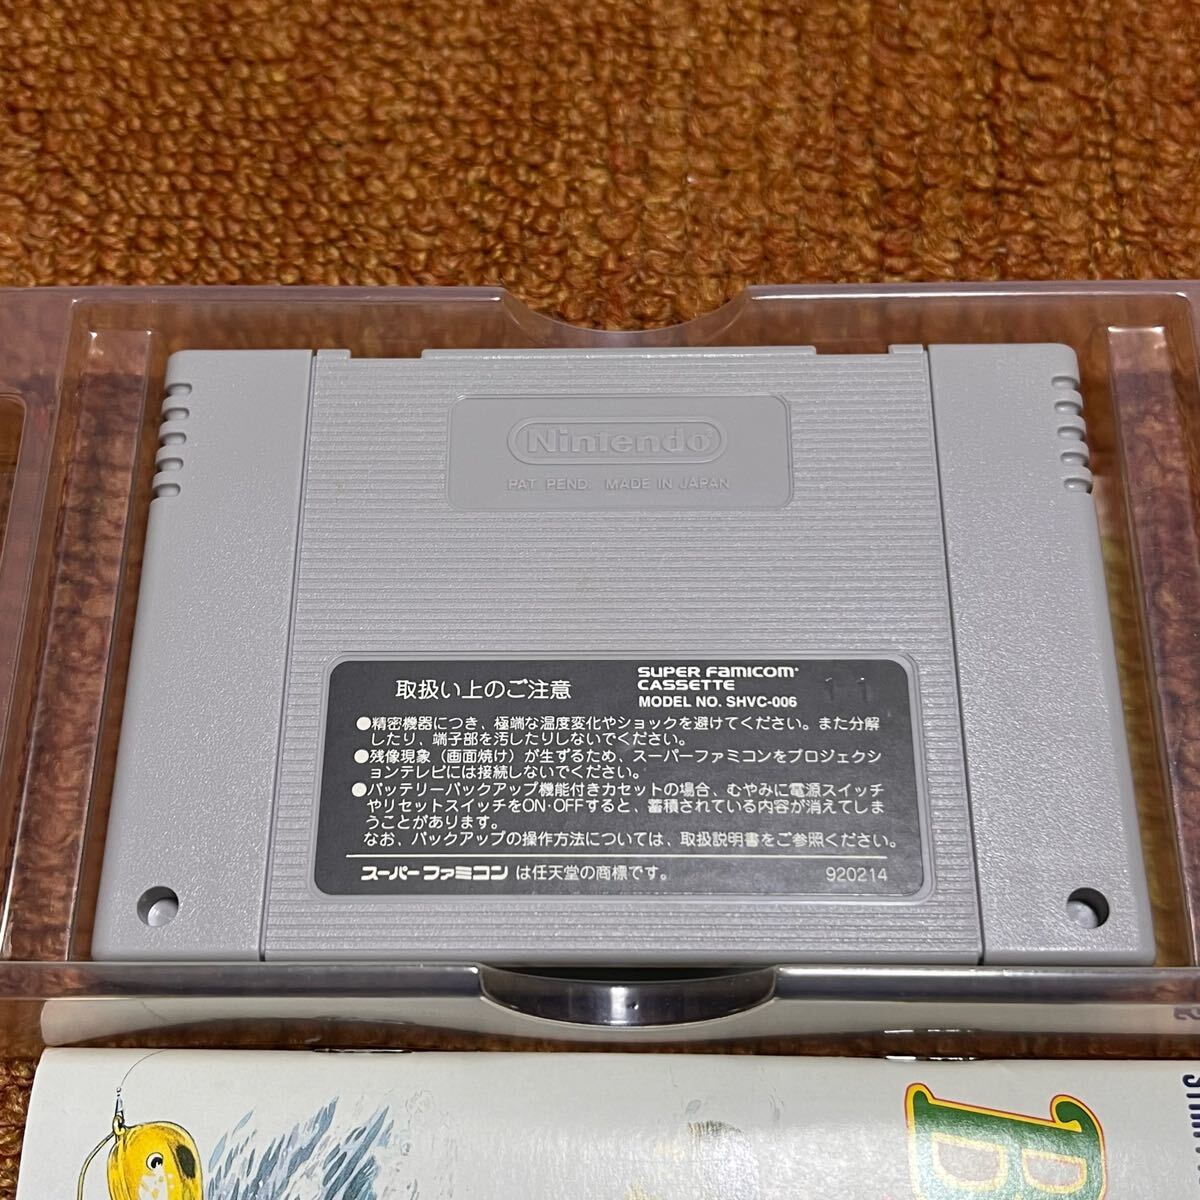 Nintendo
PAT. PEND. MADE IN JAPAN
取扱い上のご注意
SUPER FAMICOM
CASSETTE
MODEL NO. SHVC-006
11
●精密機器につき、極端な温度変化やショックを避けてください。また分解
したり、端子部を汚したりしないでください。
●残像現象（画面焼け）が生ずるため、スーパーファミコンをプロジェクシ
ョンテレビには接続しないでください。
●バッテリーバックアップ機能付きカセットの場合、むやみに電源スイッチ
やリセットスイッチをON・OFFすると、蓄積されている内容が消えてしま
うことがあります。
なお、バックアップの操作方法については、取扱説明書をご参照ください。
スーパーファミコン は任天堂の商標です。
920214
B